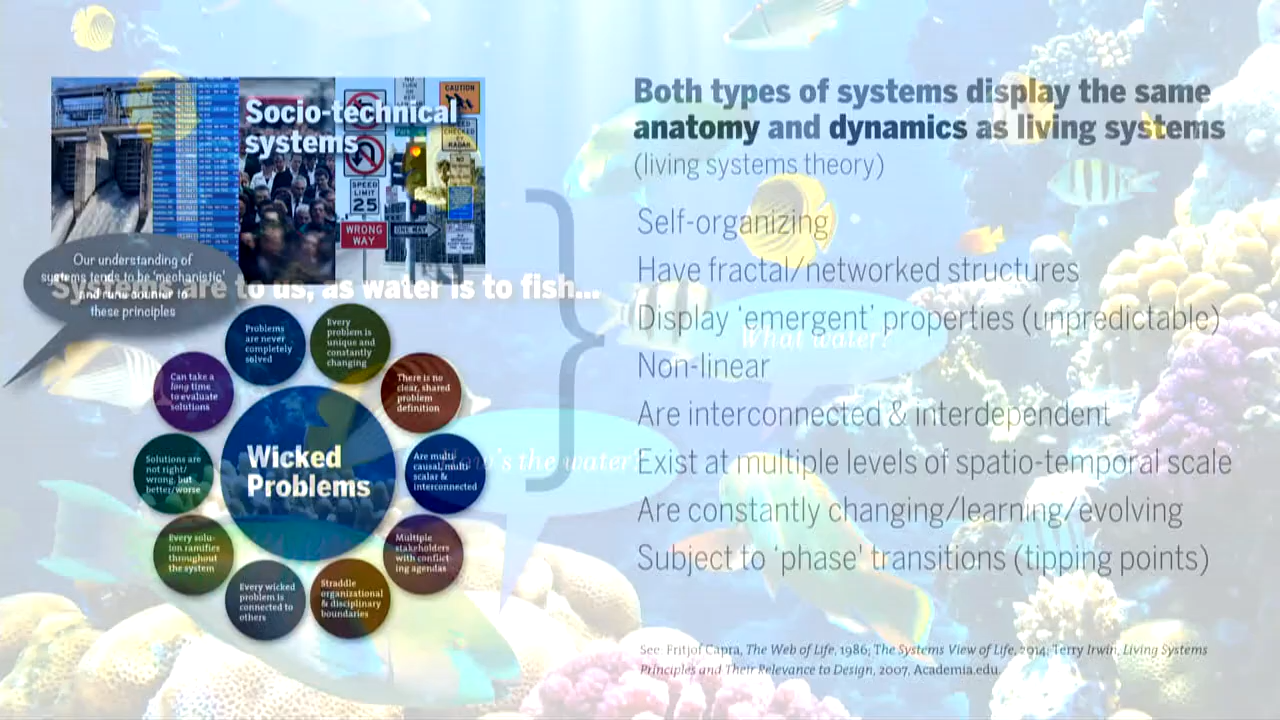 Socio-technical
systems
SPEED
LIMIT
25
WRONG
WAY
ONE WAY
CAUTION
Our understanding of
systems tends to be 'mechanistic'
and runs counter to
these principles
Systems are to us, as water is to fish...
Wicked
Problems
Problems
are never
completely
solved
Every
problem is
unique and
constantly
changing
There is no
clear, shared
problem
definition
Are multi-
causal, multi-
scalar &
interconnected
Multiple
stakeholders
with conflict-
ing agendas
Straddle
organizational
& disciplinary
boundaries
Every wicked
problem is
connected to
others
Every solu-
tion ramifies
throughout
the system
Solutions are
not right/
wrong, but
better/worse
Can take a
long time
to evaluate
solutions
What water?
How's the water?
Both types of systems display the same
anatomy and dynamics as living systems
(living systems theory)
Self-organizing
Have fractal/networked structures
Display ‘emergent’ properties (unpredictable)
Non-linear
Are interconnected & interdependent
Exist at multiple levels of spatio-temporal scale
Are constantly changing/learning/evolving
Subject to ‘phase' transitions (tipping points)
See: Fritjof Capra, The Web of Life, 1986; The Systems View of Life, 2014; Terry Irwin, Living Systems
Principles and Their Relevance to Design, 2007, Academia.edu.